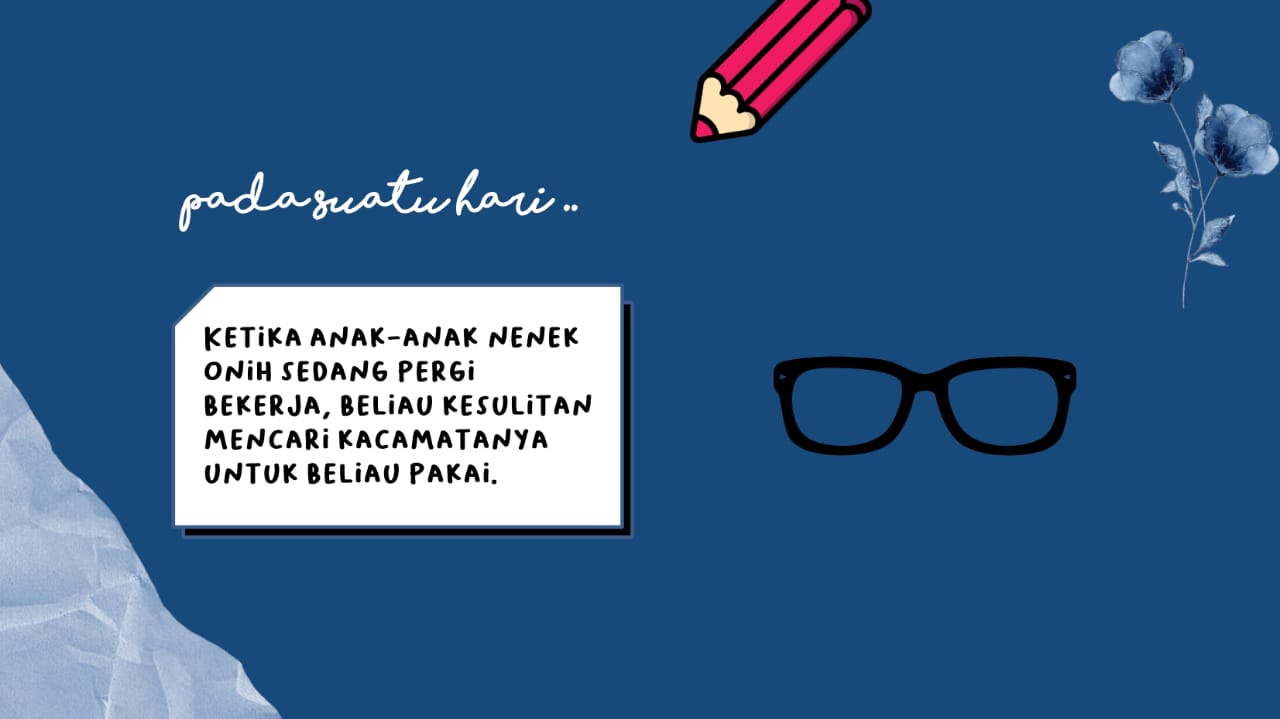 pada suatu hari ..
KETIKA ANAK-ANAK NENEK
ONIH SEDANG PERGI
BEKERJA, BELIAU KESULITAN
MENCARI KACAMATANYA
UNTUK BELIAU PAKAI.